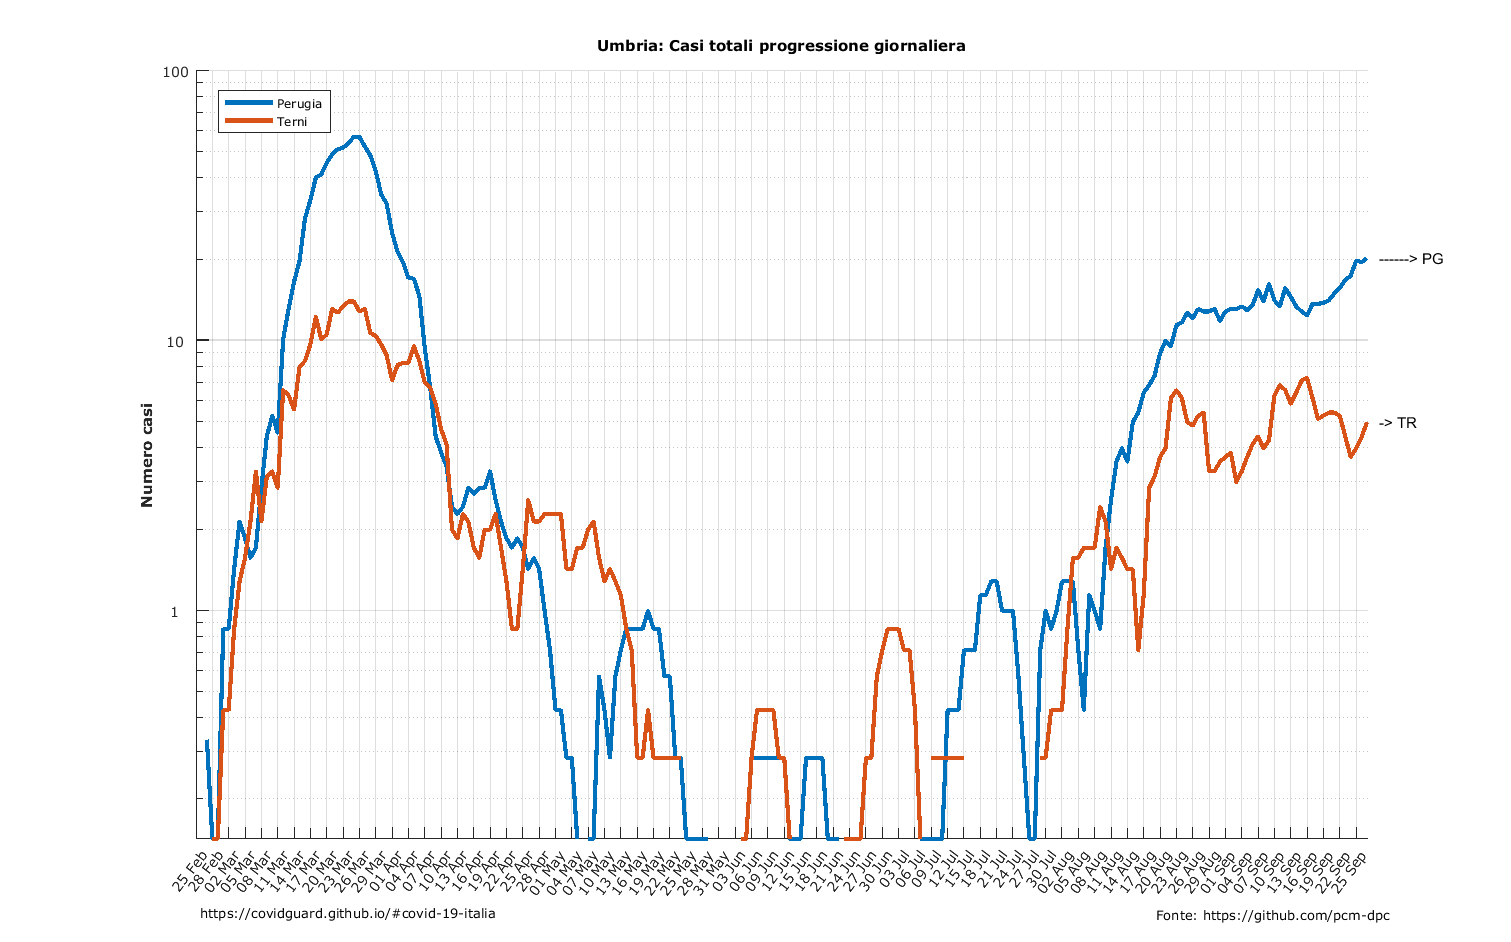 Umbria: Casi totali progressione giornaliera
100
10
1
Numero casi
Perugia
Terni
------> PG
-> TR
25 Feb
28 Feb
02 Mar
05 Mar
08 Mar
11 Mar
14 Mar
17 Mar
20 Mar
23 Mar
26 Mar
29 Mar
01 Apr
04 Apr
07 Apr
10 Apr
13 Apr
16 Apr
19 Apr
22 Apr
25 Apr
28 Apr
01 May
04 May
07 May
10 May
13 May
16 May
19 May
22 May
25 May
28 May
31 May
03 Jun
06 Jun
09 Jun
12 Jun
15 Jun
18 Jun
21 Jun
24 Jun
27 Jun
30 Jun
03 Jul
06 Jul
09 Jul
12 Jul
15 Jul
18 Jul
21 Jul
24 Jul
27 Jul
30 Jul
02 Aug
05 Aug
08 Aug
11 Aug
14 Aug
17 Aug
20 Aug
23 Aug
26 Aug
29 Aug
01 Sep
04 Sep
07 Sep
10 Sep
13 Sep
16 Sep
19 Sep
22 Sep
25 Sep
https://covidguard.github.io/#covid-19-italia
Fonte: https://github.com/pcm-dpc